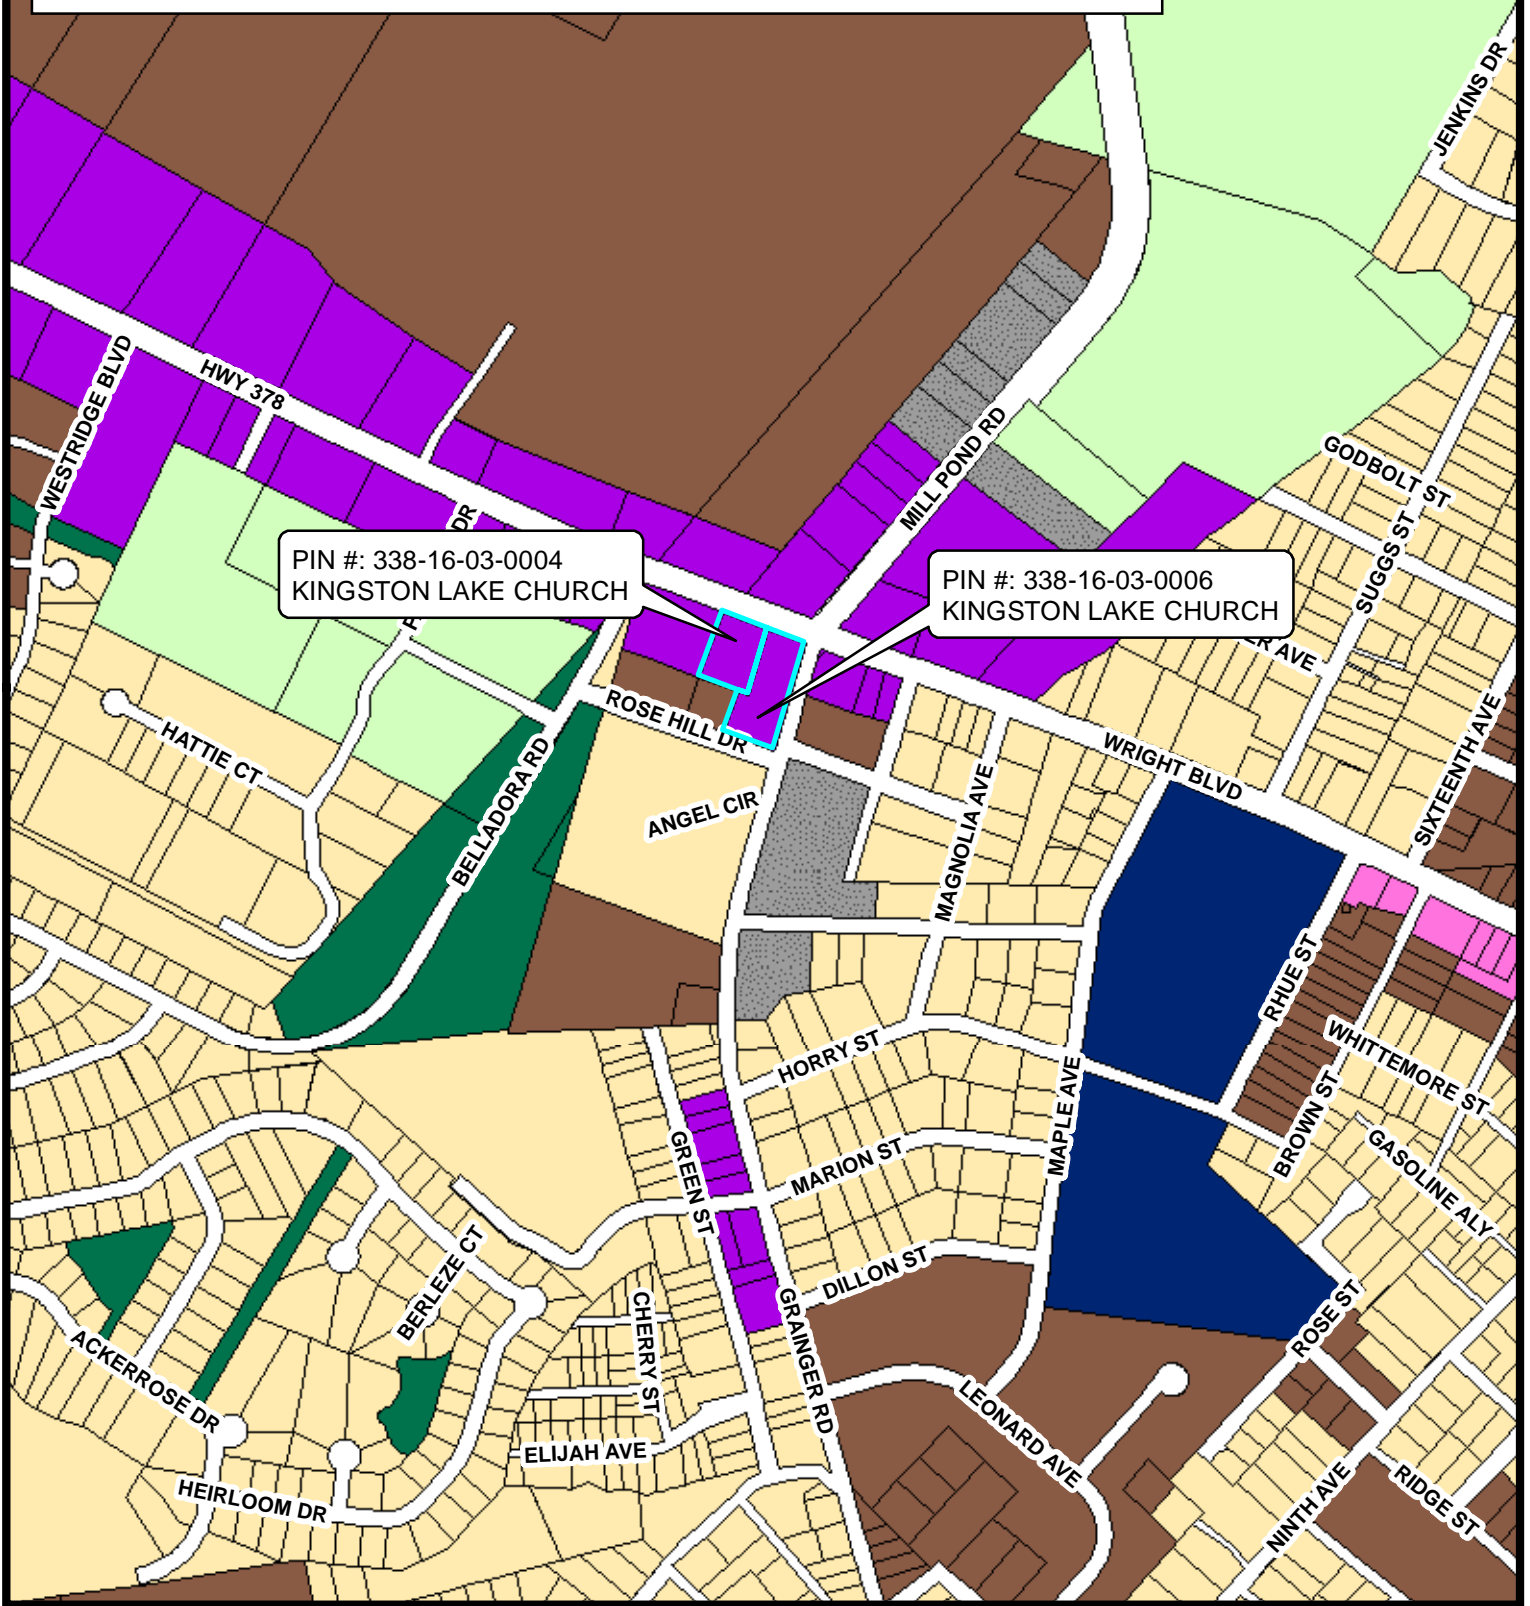 JENKINS DR
WESTRIDGE BLVD
HWY 378
MILL POND RD
GODBOLT ST
SUGGS ST
DR
PIN #: 338-16-03-0004
KINGSTON LAKE CHURCH
PIN #: 338-16-03-0006
KINGSTON LAKE CHURCH
ER AVE
ROSE HILL DR
HATTIE CT
WRIGHT BLVD
SIXTEENTH AVE
BELLADORA RD
ANGEL CIR
MAGNOLIA AVE
RHUE ST
HORRY ST
WHITTEMORE ST
MAPLE AVE
BROWN ST
GASOLINE ALY
GREEN ST
MARION ST
BERLEZE CT
DILLON ST
CHERRY ST
GRAINGER RD
ROSE ST
ACKERROSE DR
LEONARD AVE
ELIJAH AVE
HEIRLOOM DR
NINTH AVE
RIDGE ST